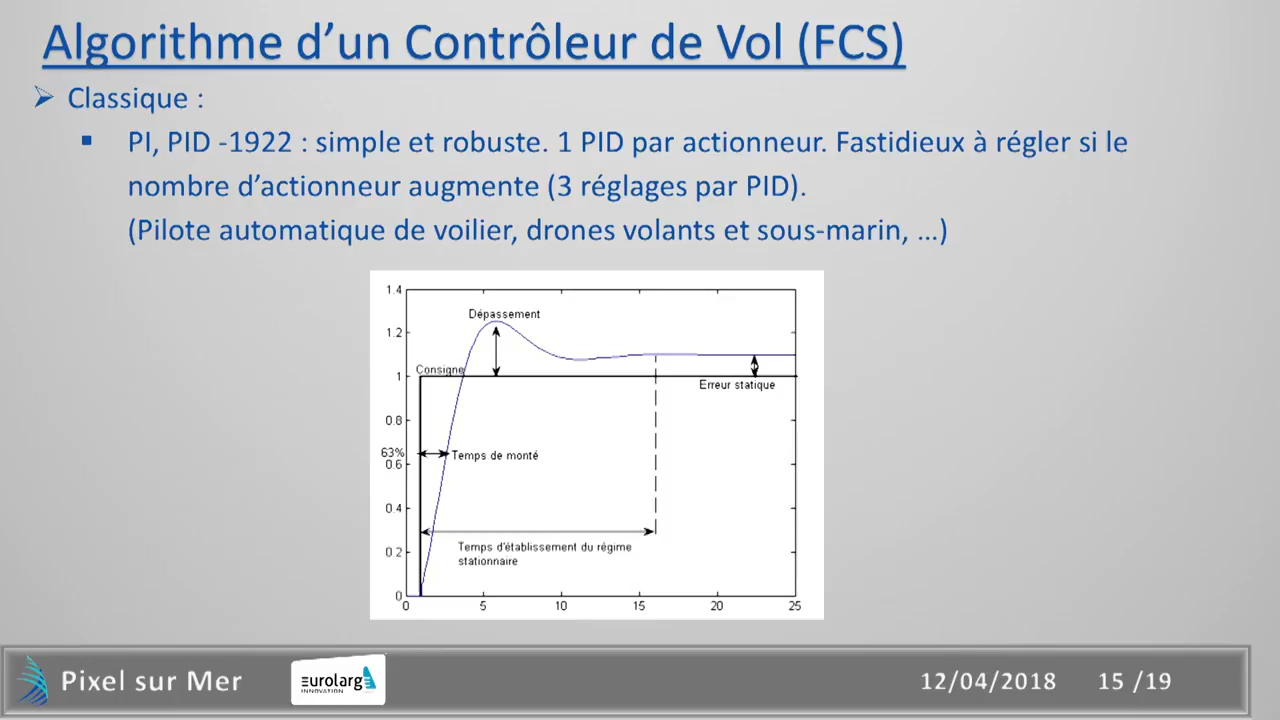 Algorithme d’un Contrôleur de Vol (FCS)
Classique :
PI, PID -1922 : simple et robuste. 1 PID par actionneur. Fastidieux à régler si le
nombre d’actionneur augmente (3 réglages par PID).
(Pilote automatique de voilier, drones volants et sous-marin, ...)
1.4
Dépassement
1.2
Consigne
1
Erreur statique
0.8
63%
Temps de monté
0.6
0.4
Temps d'établissement du régime
stationnaire
0.2
0
0 5 10 15 20 25
Pixel sur Mer
eurolarge
INNOVATION
12/04/2018
15 /19